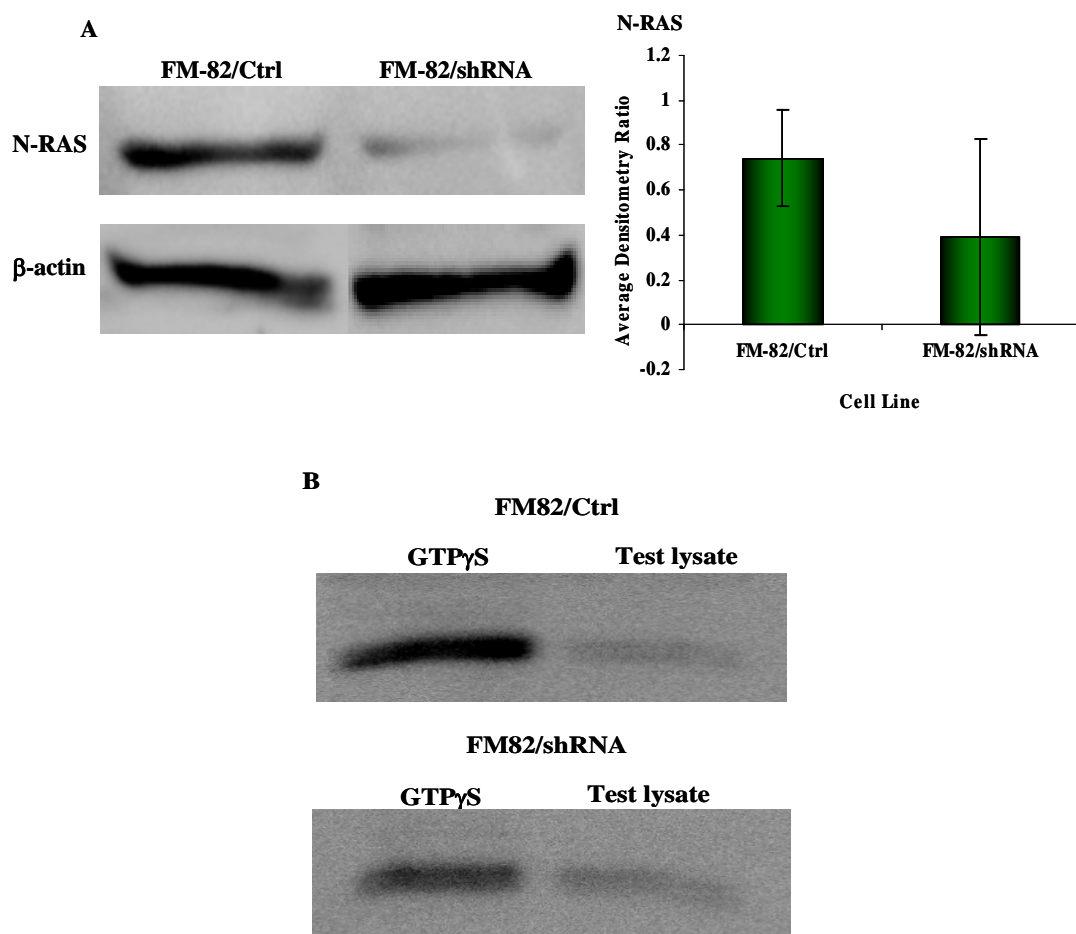 A
FM-82/Ctrl FM-82/shRNA
N-RAS
β-actin
N-RAS
Average Densitometry Ratio
1.2
1
0.8
0.6
0.4
0.2
0
-0.2
FM-82/Ctrl FM-82/shRNA
Cell Line
B
FM82/Ctrl
GTPγS Test lysate
FM82/shRNA
GTPγS Test lysate